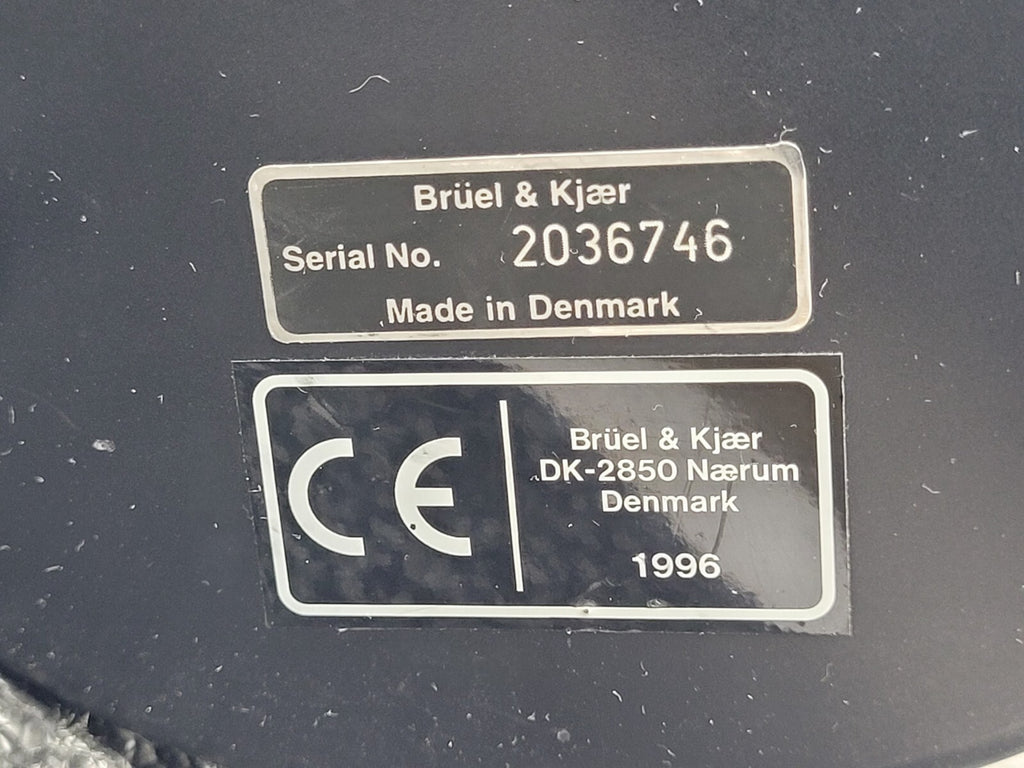 Brüel & Kjær
Serial No. 2036746
Made in Denmark
CE
Brüel & Kjær
DK-2850 Nærum
Denmark
1996